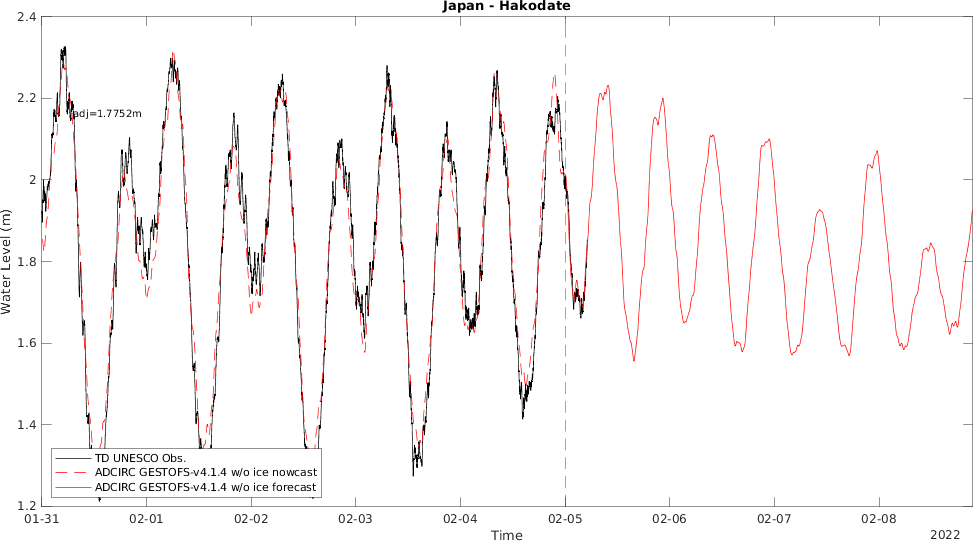 Japan - Hakodate
2.4
2.2
2
1.8
1.6
1.4
1.2
Water Level (m)
adj=1.7752m
TD UNESCO Obs.
ADCIRC GESTOFS-v4.1.4 w/o ice nowcast
ADCIRC GESTOFS-v4.1.4 w/o ice forecast
01-31 02-01 02-02 02-03 02-04 02-05 02-06 02-07 02-08
Time
2022